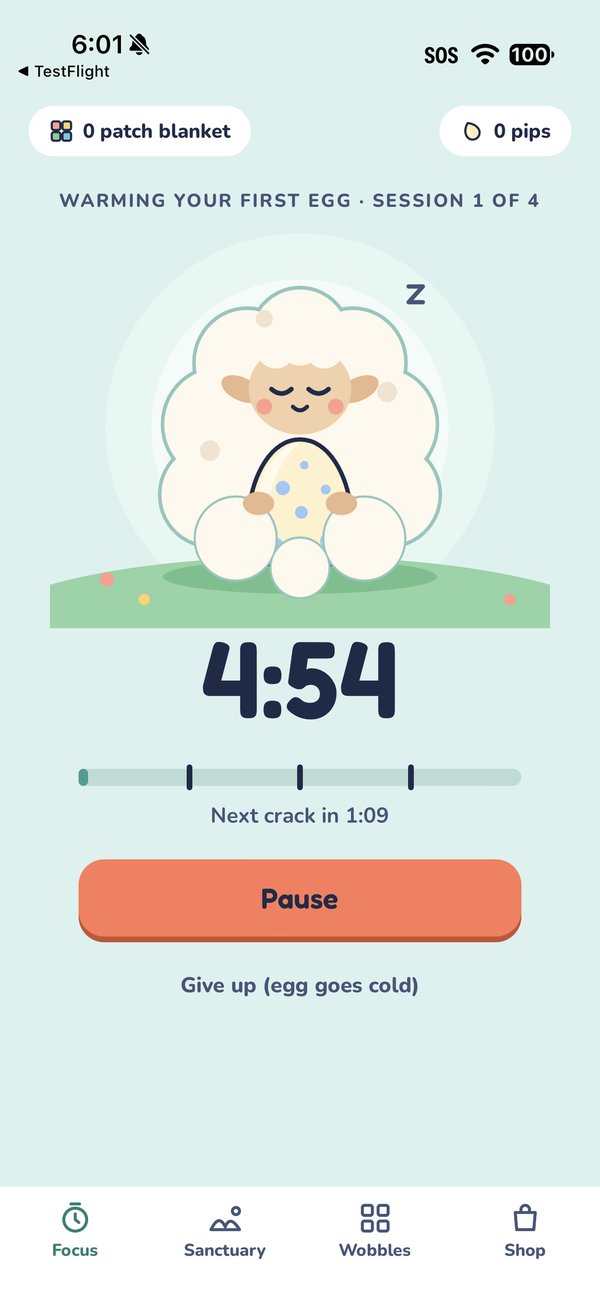 6:01
SOS
100
◀ TestFlight
0 patch blanket
0 pips
WARMING YOUR FIRST EGG · SESSION 1 OF 4
Z
4:54
Next crack in 1:09
Pause
Give up (egg goes cold)
Focus
Sanctuary
Wobbles
Shop